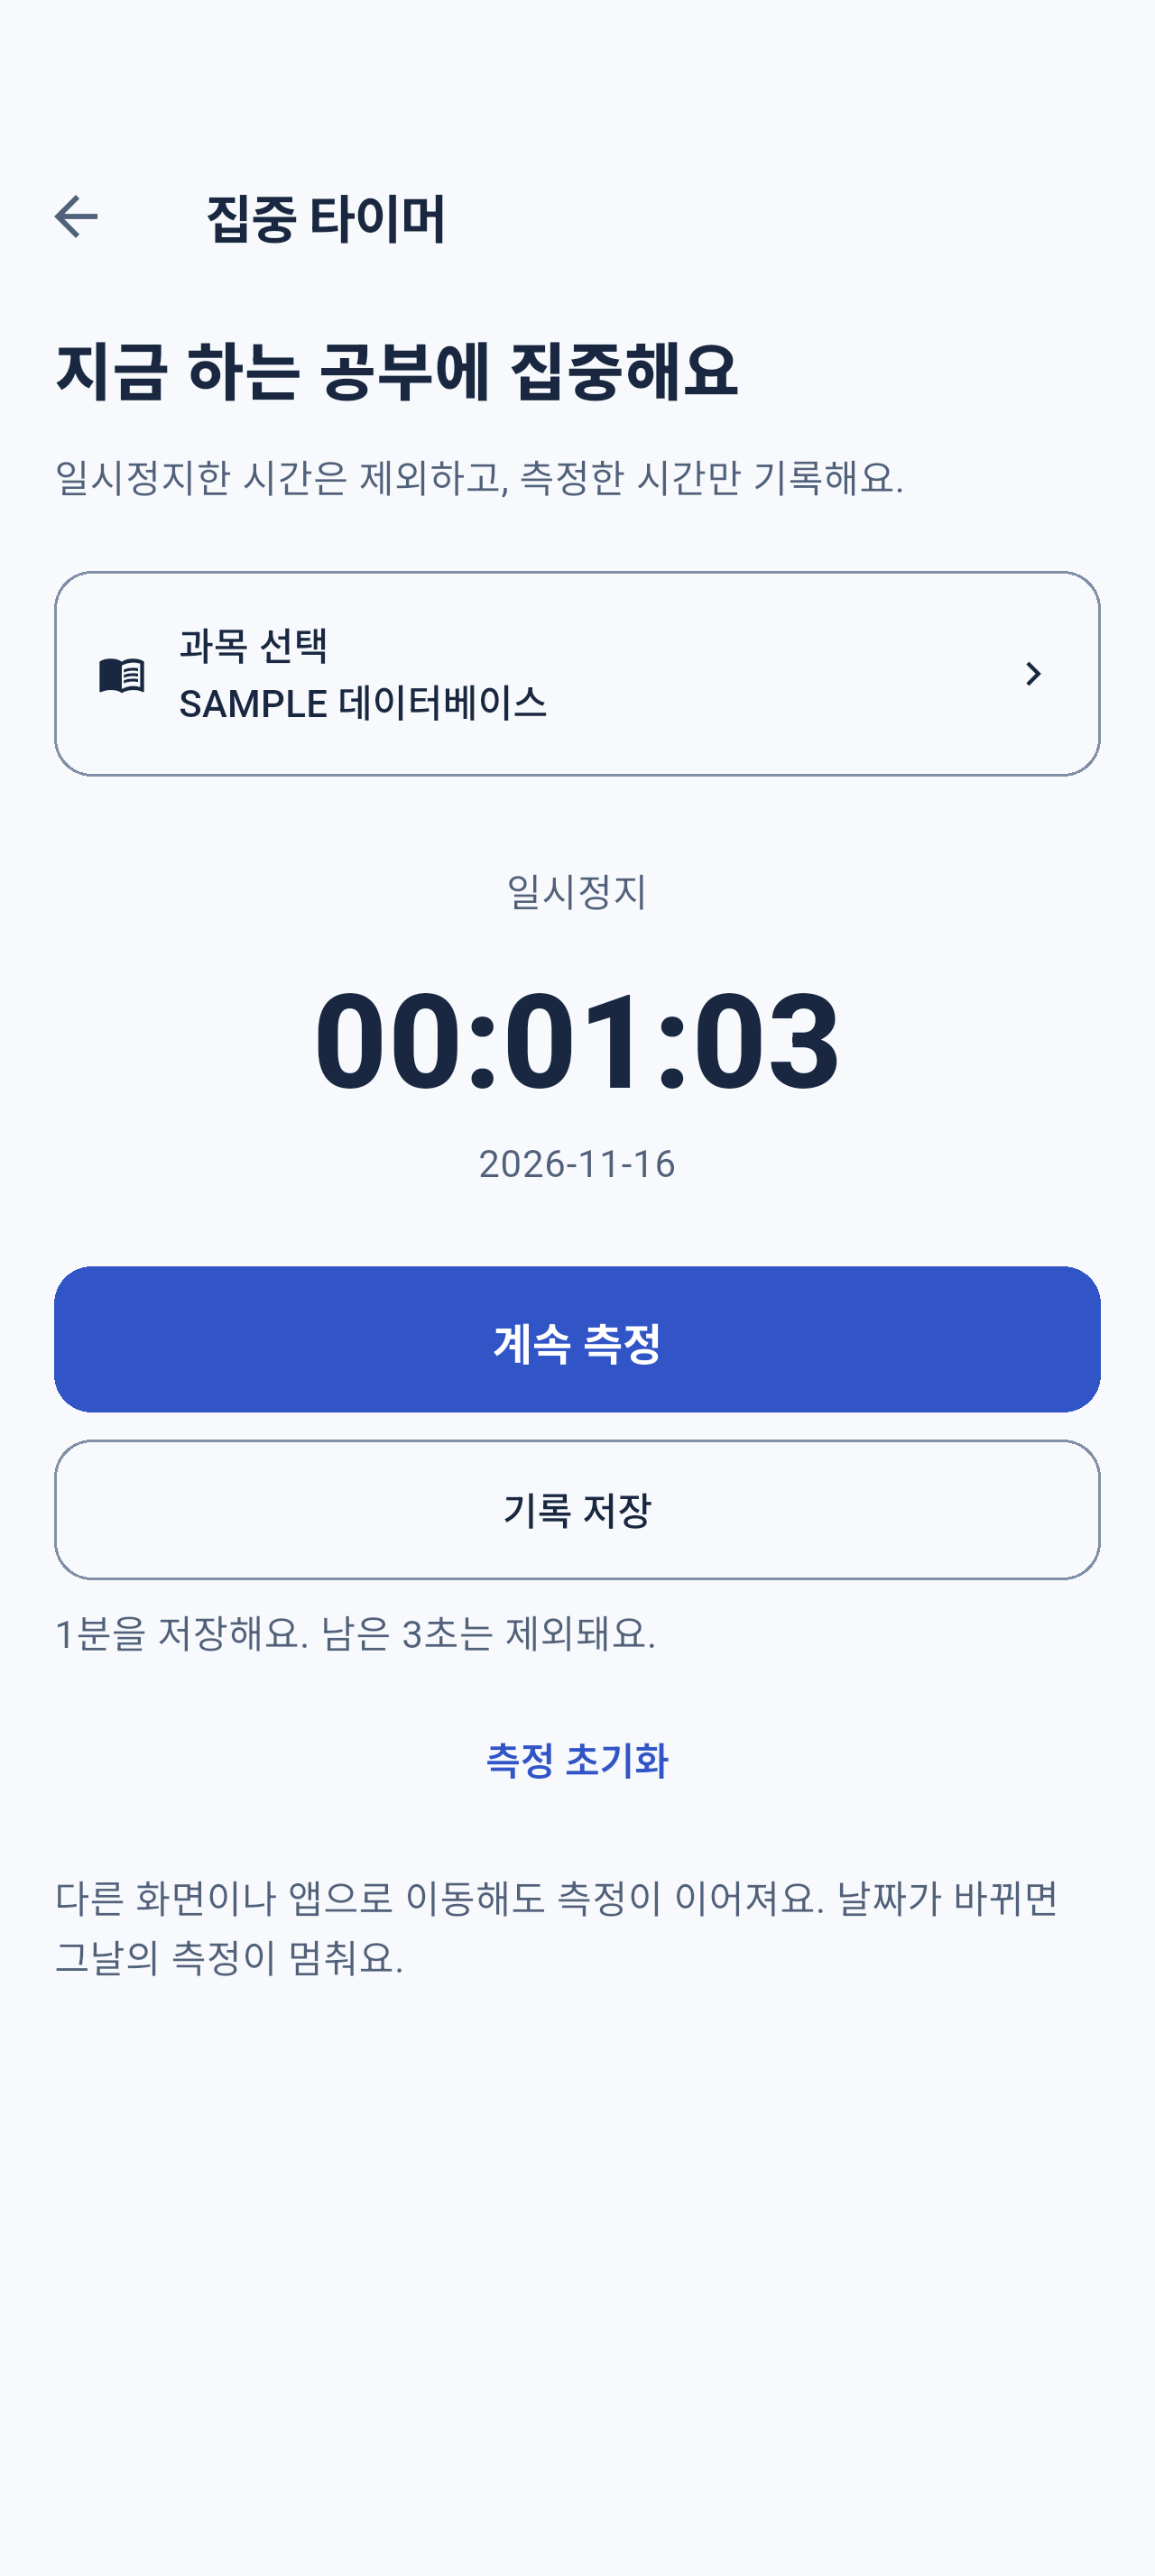 집중 타이머
지금 하는 공부에 집중해요
일시정지한 시간은 제외하고, 측정한 시간만 기록해요.
과목 선택
SAMPLE 데이터베이스
일시정지
00:01:03
2026-11-16
계속 측정
기록 저장
1분을 저장해요. 남은 3초는 제외돼요.
측정 초기화
다른 화면이나 앱으로 이동해도 측정이 이어져요. 날짜가 바뀌면
그날의 측정이 멈춰요.